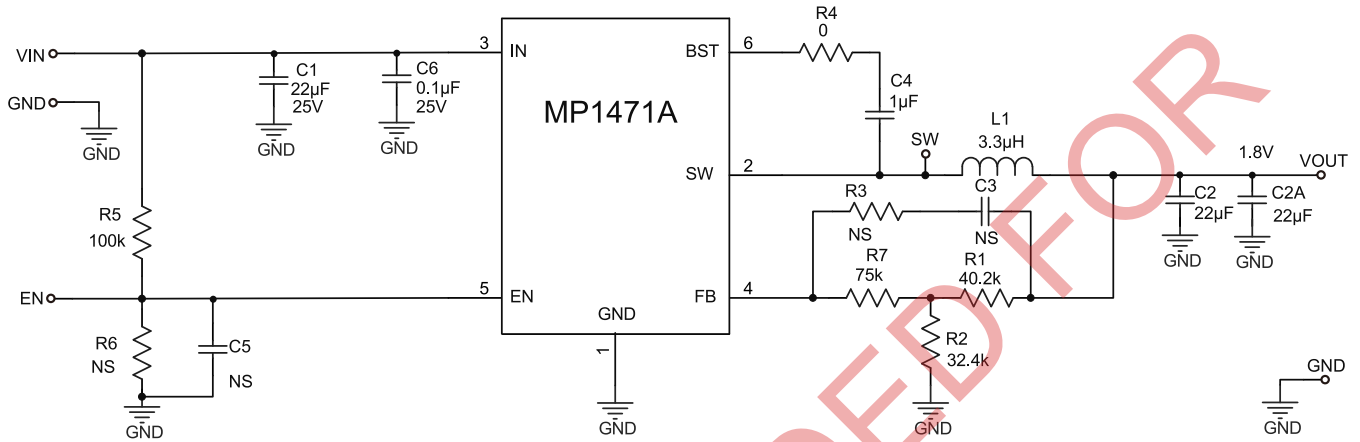 VIN
GND
GND
R5
100k
EN
R6
NS
C5
NS
GND
C1
22µF
25V
GND
C6
0.1µF
25V
GND
3
IN
5
EN
MP1471A
GND
1
GND
BST
6
SW
2
FB
4
R4
0
C4
1µF
SW
L1
3.3µH
R3
NS
C3
NS
R7
75k
R1
40.2k
R2
32.4k
GND
1.8V
VOUT
C2
22µF
GND
C2A
22µF
GND
GND
GND
ED FOR